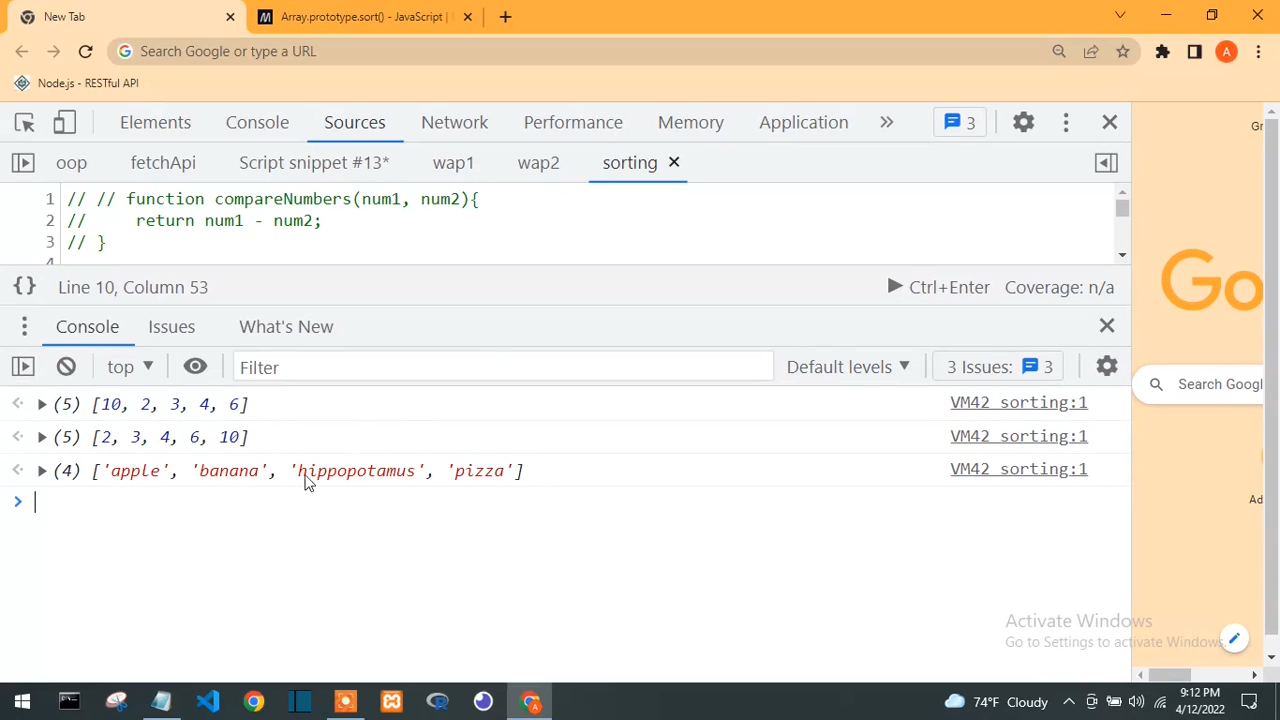 New Tab
Array.prototype.sort() - JavaScript |
Search Google or type a URL
A
Node.js - RESTful API
Elements Console Sources Network Performance Memory Application » 3
oop fetchApi Script snippet #13* wap1 wap2 sorting
1 // // function compareNumbers(num1, num2){
2 //     return num1 - num2;
3 // }
4
{} Line 10, Column 53 Ctrl+Enter Coverage: n/a
Console Issues What's New
top Filter Default levels 3 Issues: 3
(5) [10, 2, 3, 4, 6] VM42 sorting:1
(5) [2, 3, 4, 6, 10] VM42 sorting:1
(4) ['apple', 'banana', 'hippopotamus', 'pizza'] VM42 sorting:1
>
Go
Search Googl
Activate Windows
Go to Settings to activate Windows.
74°F Cloudy
9:12 PM
4/12/2022